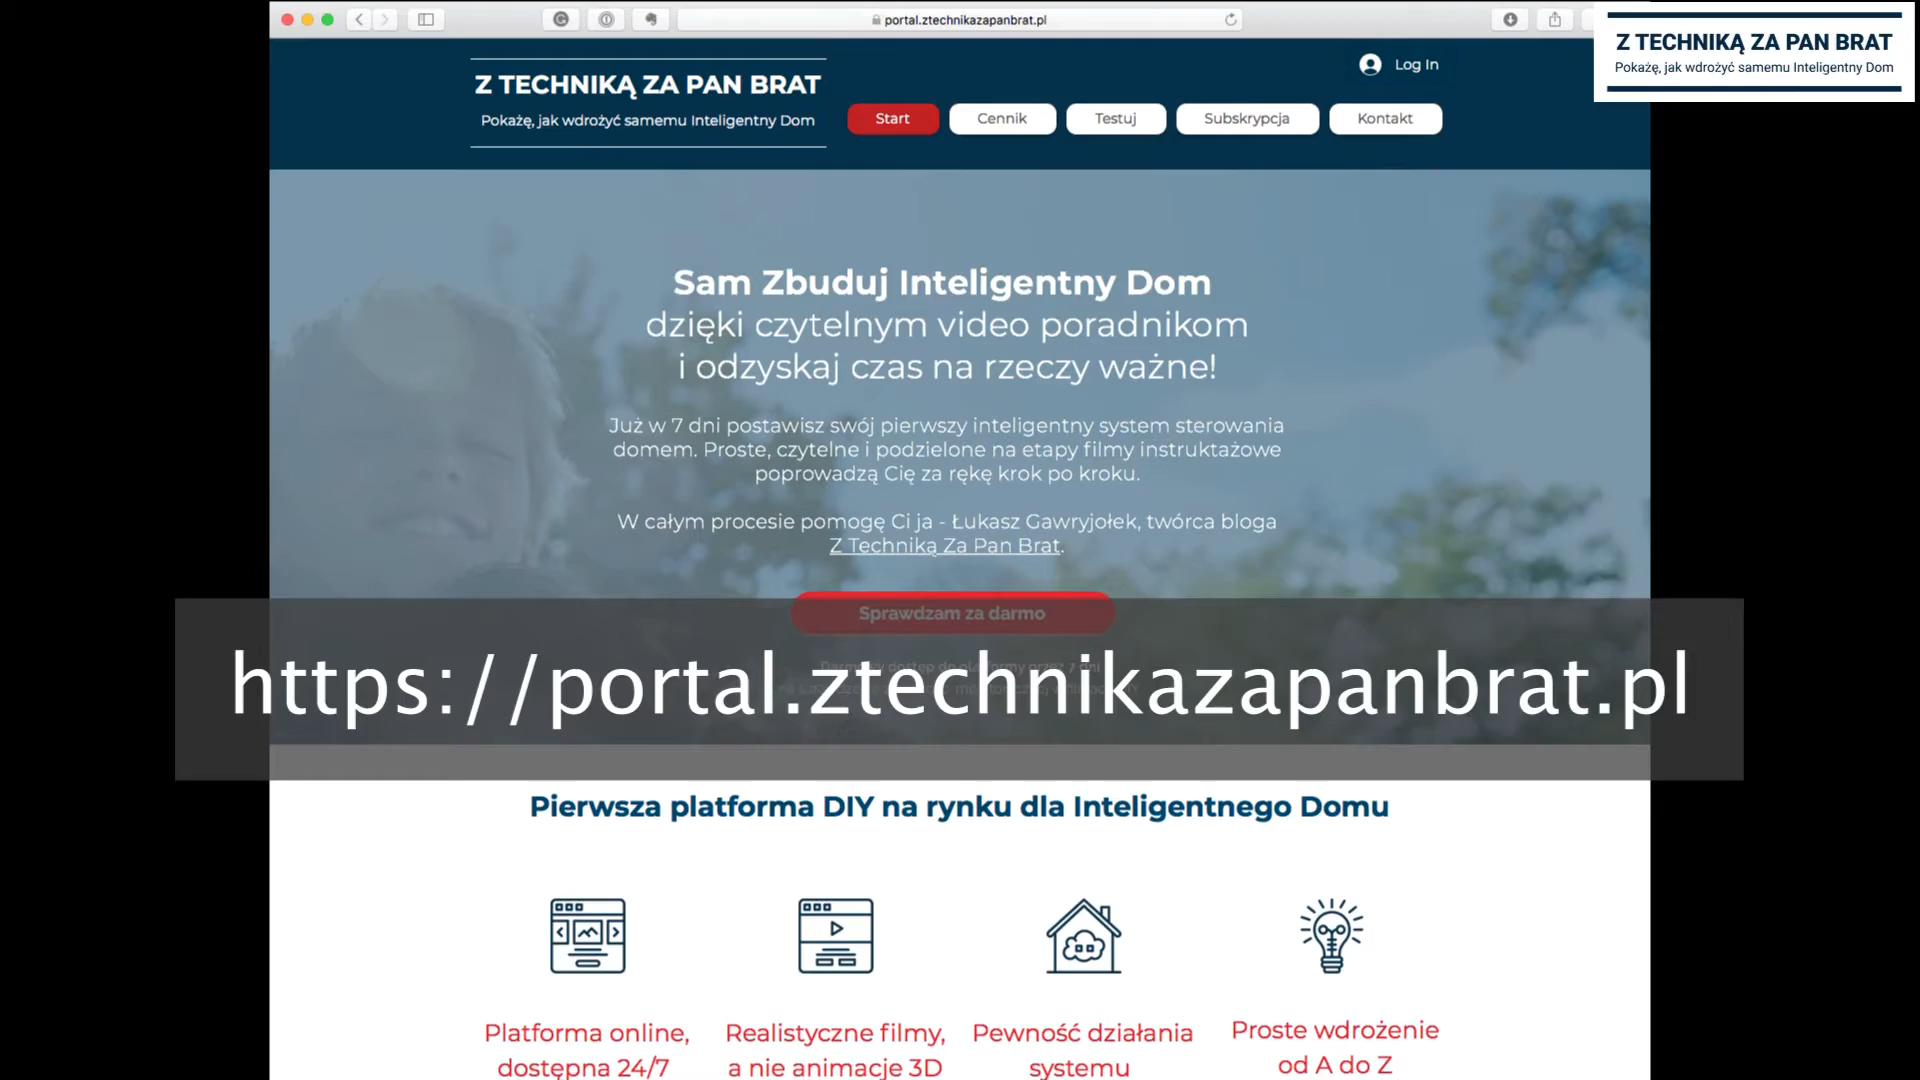 portal.ztechnikazapanbrat.pl
Z TECHNIKĄ ZA PAN BRAT
Pokażę, jak wdrożyć samemu Inteligentny Dom
Z TECHNIKĄ ZA PAN BRAT
Pokażę, jak wdrożyć samemu Inteligentny Dom
Log In
Start
Cennik
Testuj
Subskrypcja
Kontakt
Sam Zbuduj Inteligentny Dom
dzięki czytelnym video poradnikom
i odzyskaj czas na rzeczy ważne!
Już w 7 dni postawisz swój pierwszy inteligentny system sterowania
domem. Proste, czytelne i podzielone na etapy filmy instruktażowe
poprowadzą Cię za rękę krok po kroku.
W całym procesie pomogę Ci ja - Łukasz Gawryjołek, twórca bloga
Z Techniką Za Pan Brat.
Sprawdzam za darmo
https://portal.ztechnikazapanbrat.pl
Pierwsza platforma DIY na rynku dla Inteligentnego Domu
Platforma online,
dostępna 24/7
Realistyczne filmy,
a nie animacje 3D
Pewność działania
systemu
Proste wdrożenie
od A do Z